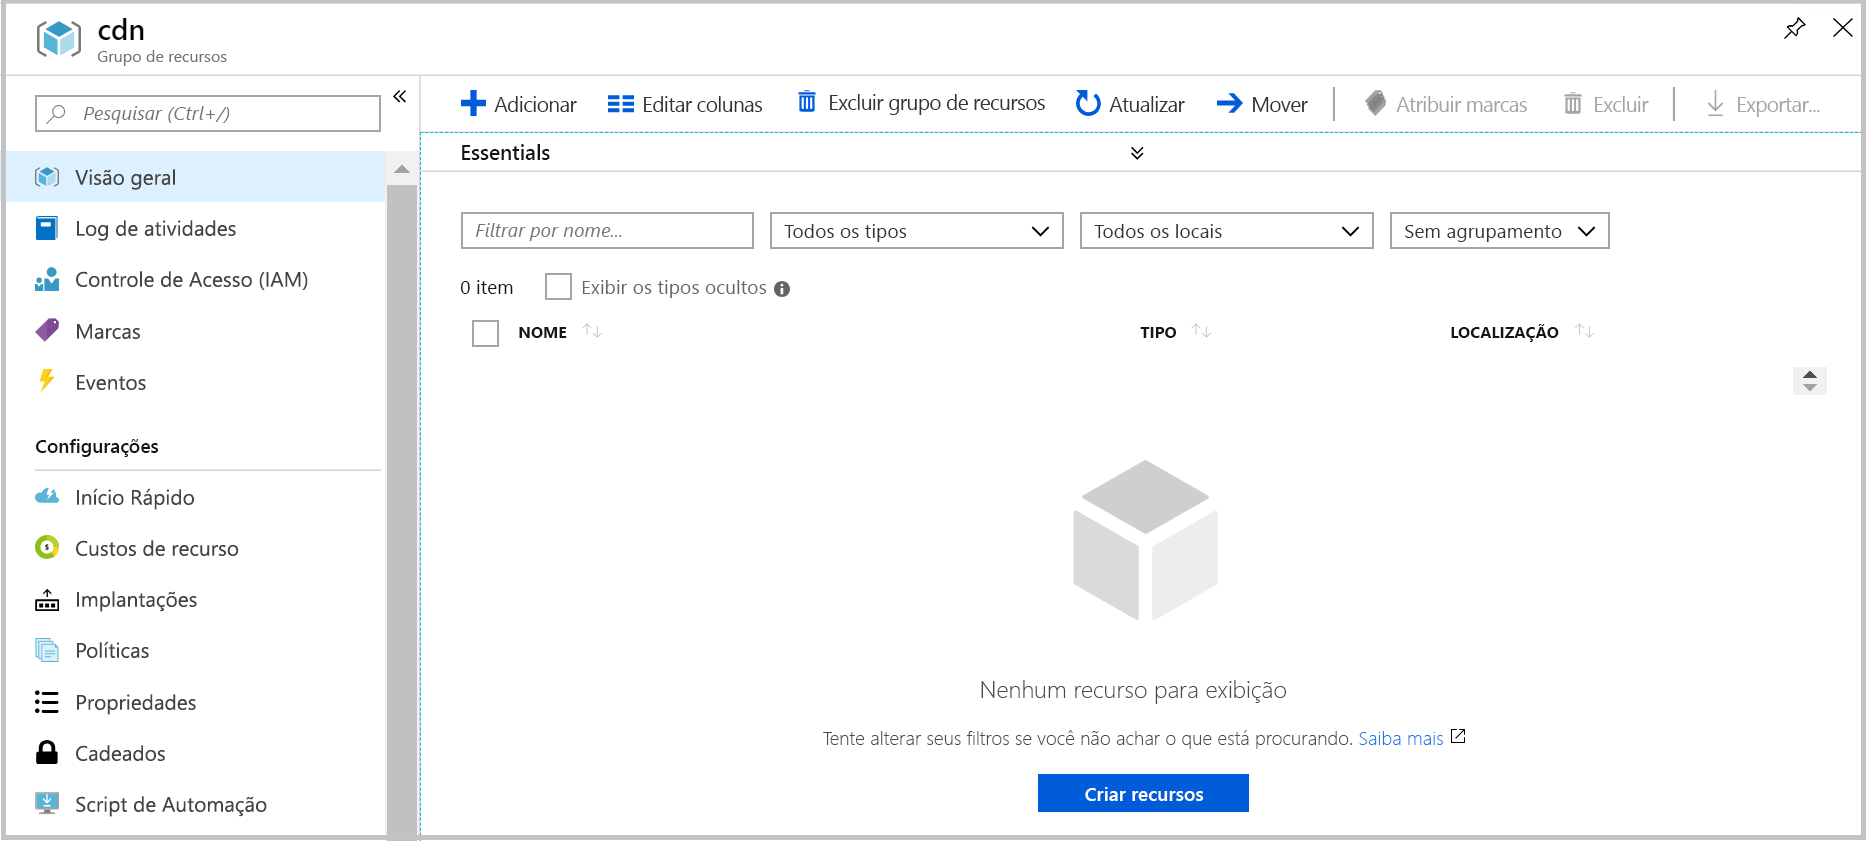 cdn
Grupo de recursos
Pesquisar (Ctrl+/)
Visão geral
Log de atividades
Controle de Acesso (IAM)
Marcas
Eventos
Configurações
Início Rápido
Custos de recurso
Implantações
Políticas
Propriedades
Cadeados
Script de Automação
Adicionar Editar colunas Excluir grupo de recursos Atualizar Mover Atribuir marcas Excluir Exportar...
Essentials
Filtrar por nome... Todos os tipos Todos os locais Sem agrupamento
0 item Exibir os tipos ocultos
NOME TIPO LOCALIZAÇÃO
Nenhum recurso para exibição
Tente alterar seus filtros se você não achar o que está procurando. Saiba mais
Criar recursos